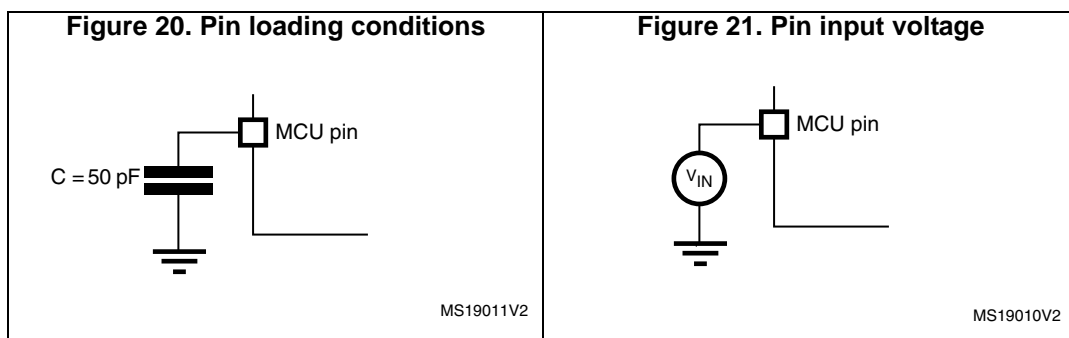 Figure 20. Pin loading conditions
MCU pin
C = 50 pF
MS19011V2
Figure 21. Pin input voltage
MCU pin
VIN
MS19010V2